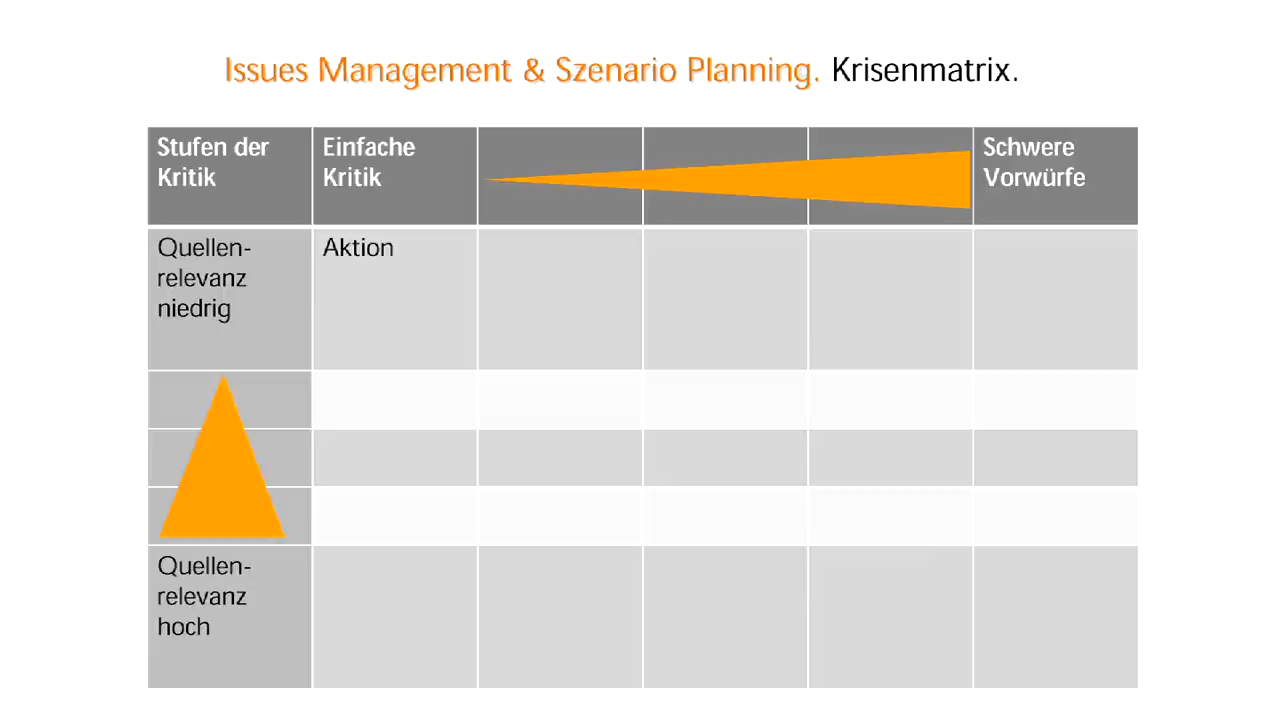 Issues Management & Szenario Planning. Krisenmatrix.
Stufen der
Kritik
Einfache
Kritik
Schwere
Vorwürfe
Quellen-
relevanz
niedrig
Aktion
Quellen-
relevanz
hoch